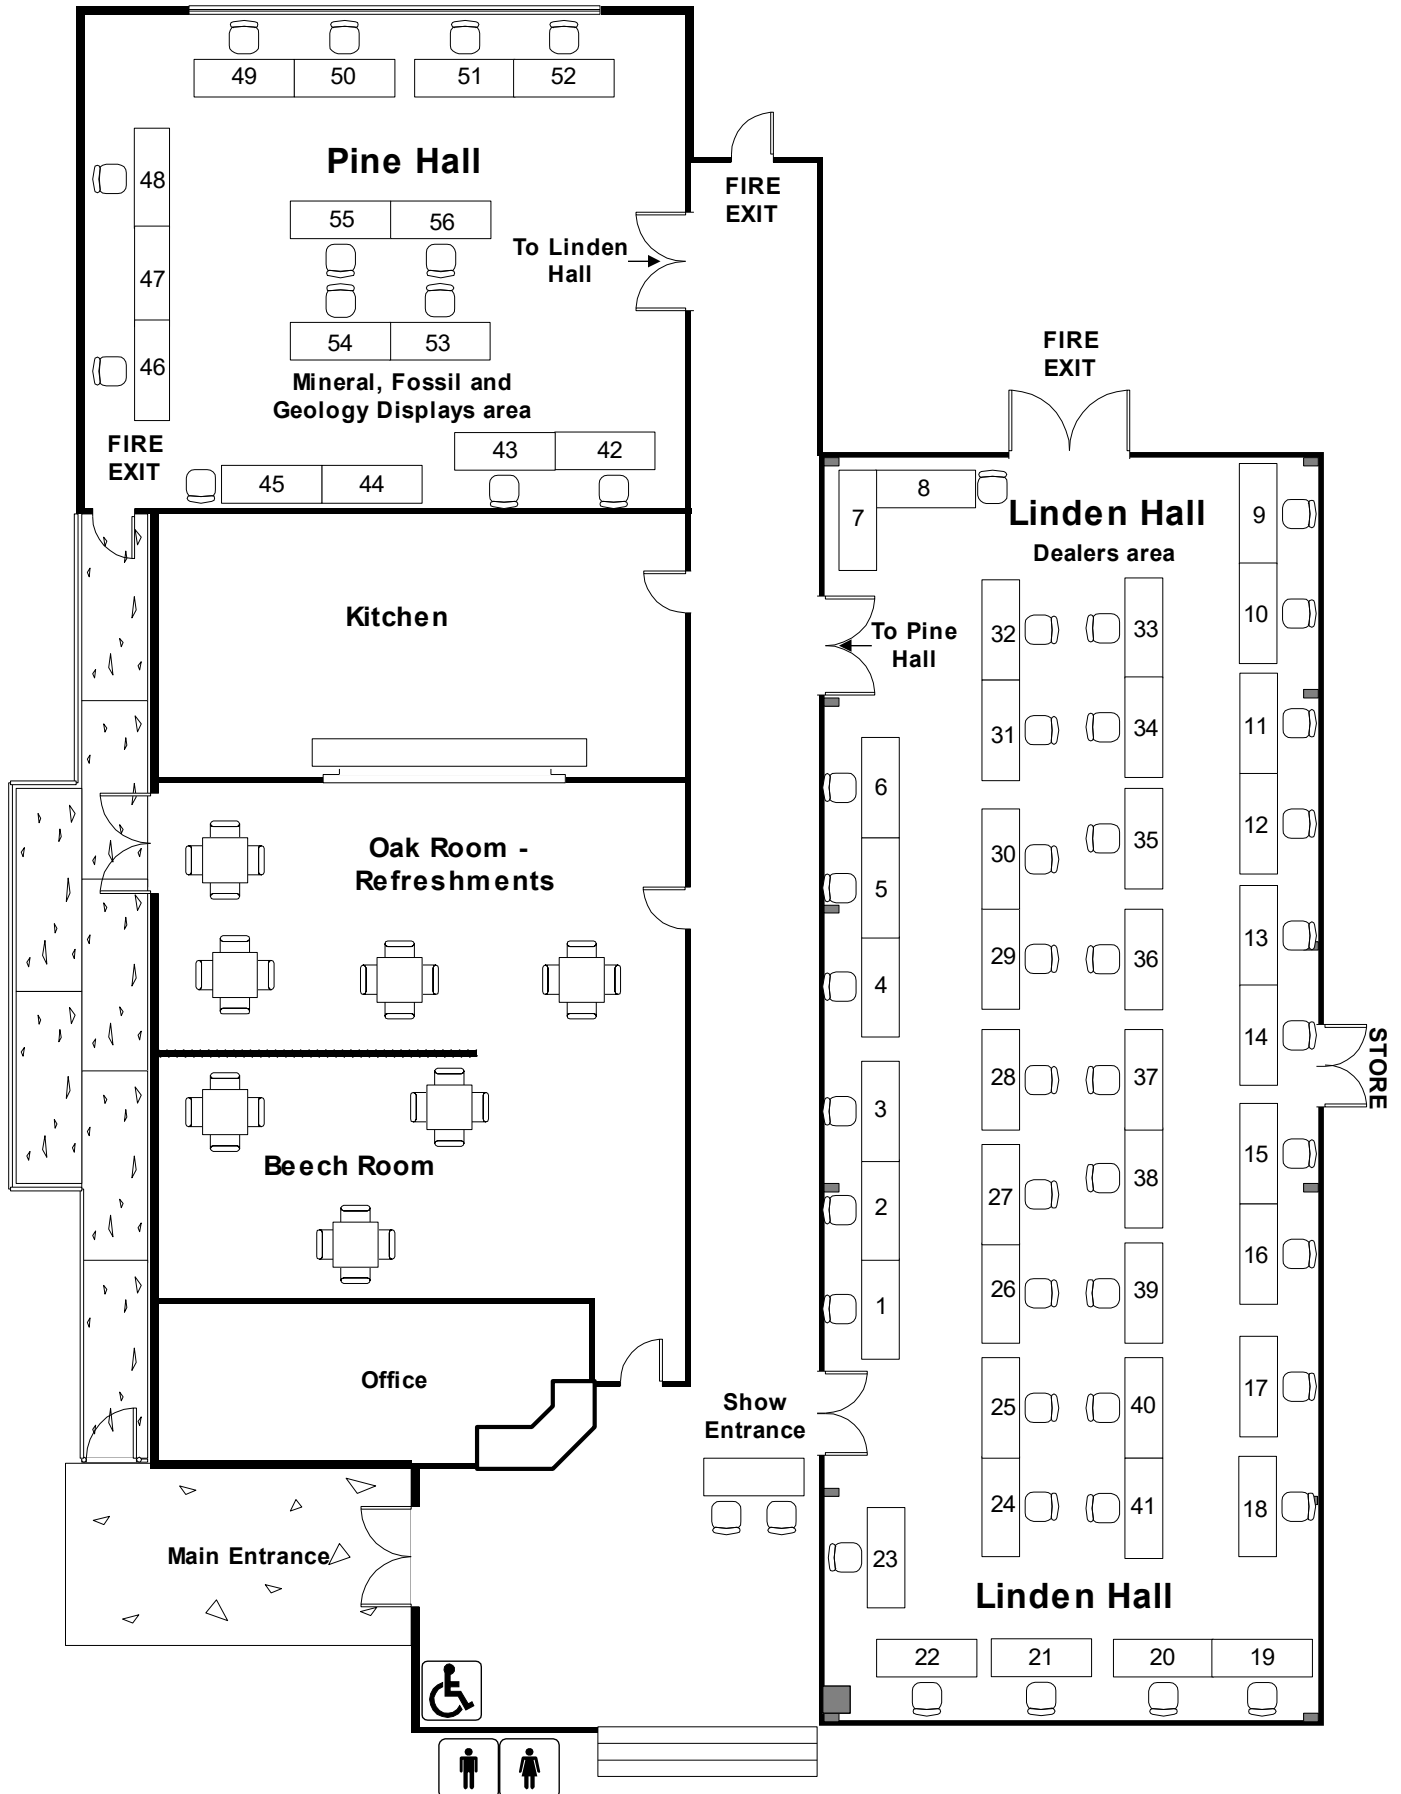 49 50 51 52
Pine Hall
48
47
46
55 56
54 53
To Linden
Hall
Mineral, Fossil and
Geology Displays area
FIRE
EXIT
45 44
43 42
FIRE
EXIT
FIRE
EXIT
Kitchen
Oak Room -
Refreshments
Beech Room
Office
Main Entrance
Show
Entrance
To Pine
Hall
Linden Hall
Dealers area
7
8
9
10
11
12
13
14
15
16
17
18
STORE
32
31
30
29
28
27
26
25
24
33
34
35
36
37
38
39
40
41
6
5
4
3
2
1
23
Linden Hall
22 21 20 19